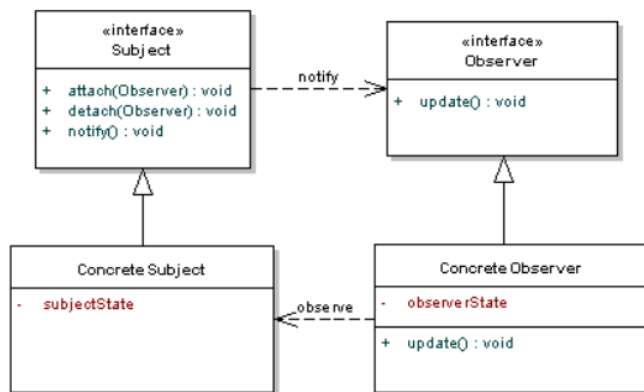 «interface»
Subject
+ attach(Observer) : void
+ detach(Observer) : void
+ notify() : void
notify
«interface»
Observer
+ update() : void
Concrete Subject
- subjectState
observe
Concrete Observer
- observerState
+ update() : void